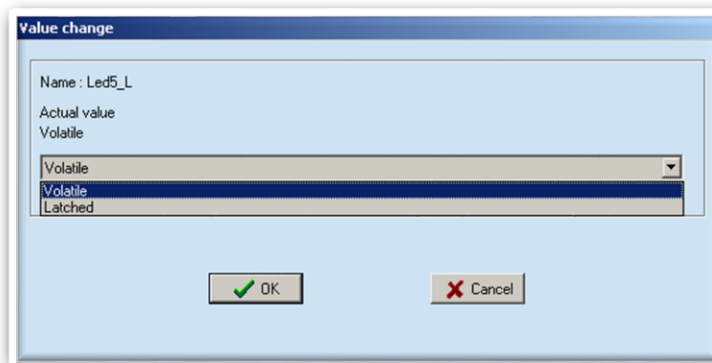 Value change
Name : Led5_L
Actual value
Volatile
Volatile
Volatile
Latched
OK
Cancel